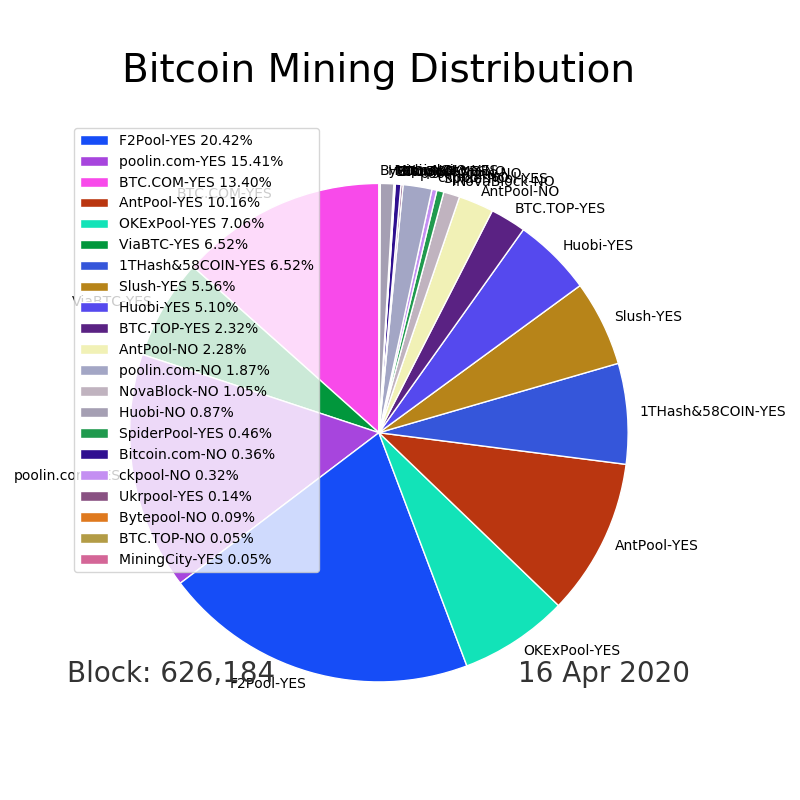 Bitcoin Mining Distribution
F2Pool-YES 20.42%
poolin.com-YES 15.41%
BTC.COM-YES 13.40%
AntPool-YES 10.16%
OKExPool-YES 7.06%
ViaBTC-YES 6.52%
1THash&58COIN-YES 6.52%
Slush-YES 5.56%
Huobi-YES 5.10%
BTC.TOP-YES 2.32%
AntPool-NO 2.28%
poolin.com-NO 1.87%
NovaBlock-NO 1.05%
Huobi-NO 0.87%
SpiderPool-YES 0.46%
Bitcoin.com-NO 0.36%
ckpool-NO 0.32%
Ukrpool-YES 0.14%
Bytepool-NO 0.09%
BTC.TOP-NO 0.05%
MiningCity-YES 0.05%
BTC.COM-YES
ViaBTC-YES
NovaBlock-NO
AntPool-NO
BTC.TOP-YES
Huobi-YES
Slush-YES
1THash&58COIN-YES
AntPool-YES
OKExPool-YES
F2Pool-YES
Block: 626,184
16 Apr 2020